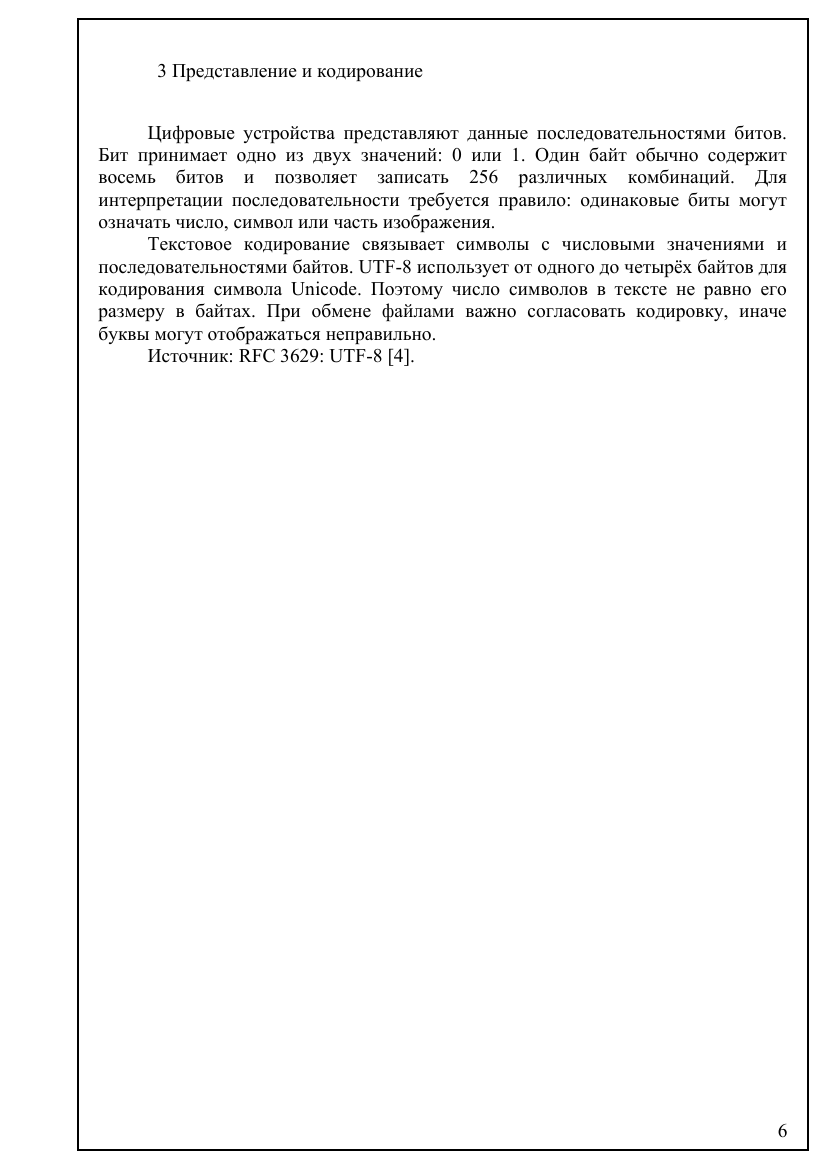 3 Представление и кодирование
Цифровые устройства представляют данные последовательностями битов.
Бит принимает одно из двух значений: 0 или 1. Один байт обычно содержит
восемь битов и позволяет записать 256 различных комбинаций. Для
интерпретации последовательности требуется правило: одинаковые биты могут
означать число, символ или часть изображения.
Текстовое кодирование связывает символы с числовыми значениями и
последовательностями байтов. UTF-8 использует от одного до четырёх байтов для
кодирования символа Unicode. Поэтому число символов в тексте не равно его
размеру в байтах. При обмене файлами важно согласовать кодировку, иначе
буквы могут отображаться неправильно.
Источник: RFC 3629: UTF-8 [4].
6